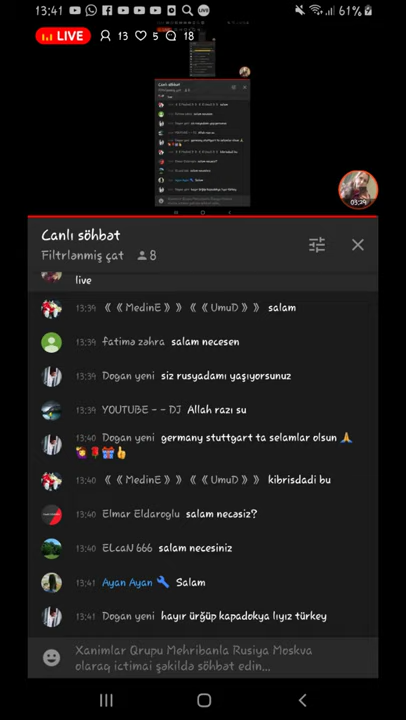 13:41
LIVE
61%
LIVE 13 5 18
03:29
Canlı söhbət
Filtrlənmiş çat 8
live
13:39 《《MedinE》》《《UmuD》》 salam
13:39 fatimə zəhra salam necesen
13:39 Dogan yeni siz rusyadamı yaşıyorsunuz
13:39 YOUTUBE - - DJ Allah razı su
13:40 Dogan yeni germany stuttgart ta selamlar olsun 🙏
🙋🌹🎁👍
13:40 《《MedinE》》《《UmuD》》 kibrisdadi bu
13:40 Elmar Eldaroglu salam necəsiz?
13:40 ELcaN 666 salam necesiniz
13:41 Ayan Ayan 🔧 Salam
13:41 Dogan yeni hayır ürğüp kapadokya lıyız türkey
Xanimlar Qrupu Mehribanla Rusiya Moskva
olaraq ictimai şəkildə söhbət edin...